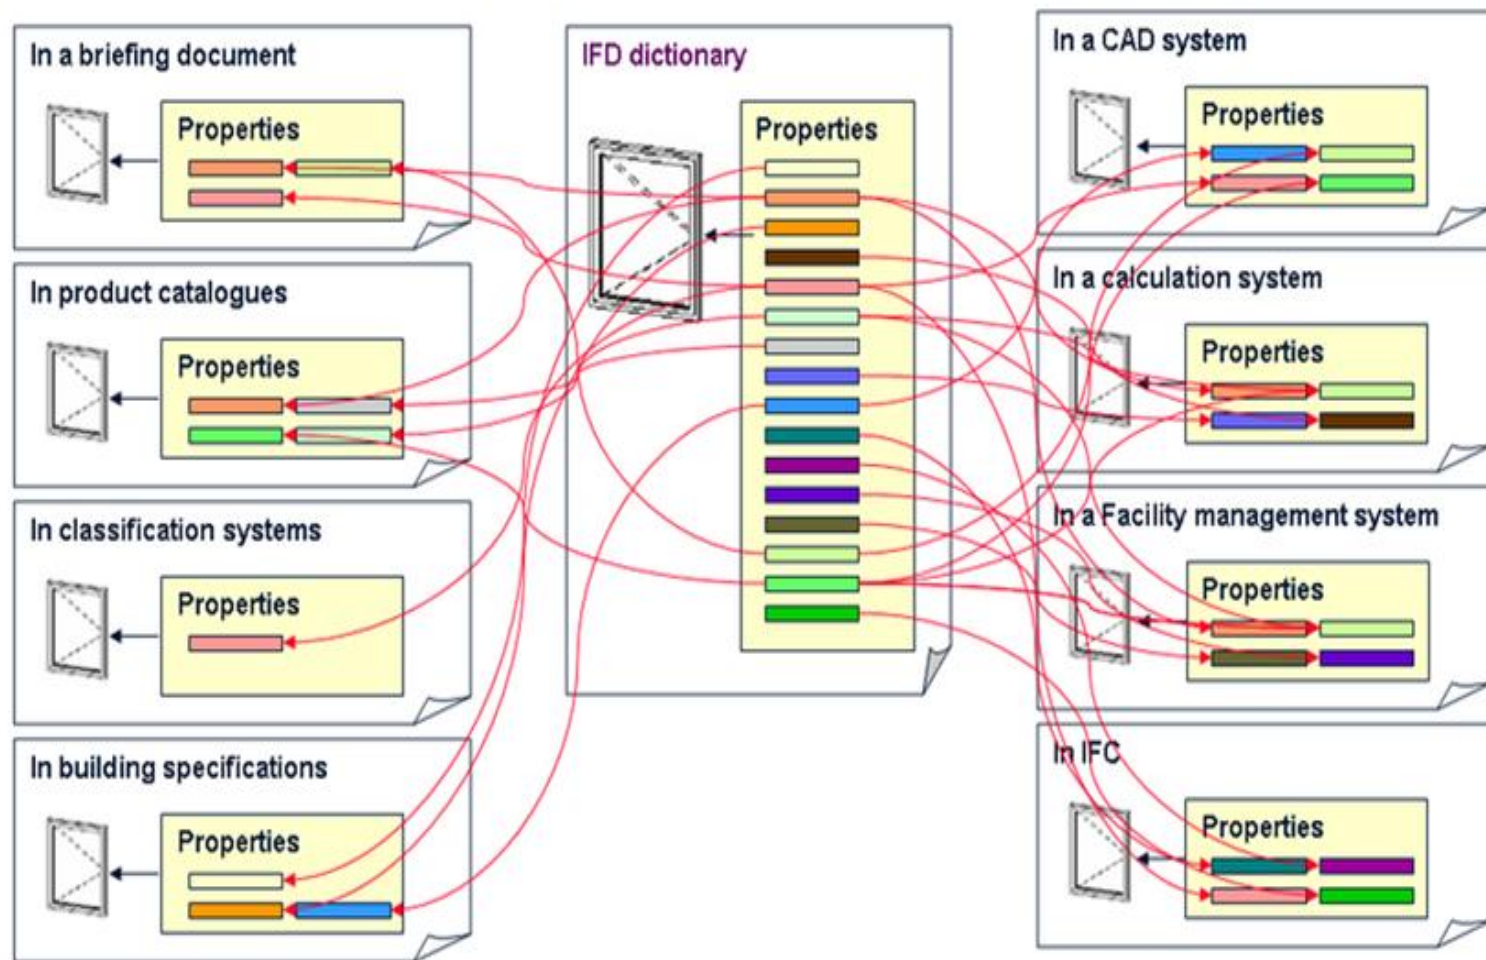 In a briefing document
Properties
In product catalogues
Properties
In classification systems
Properties
In building specifications
Properties
IFD dictionary
Properties
In a CAD system
Properties
In a calculation system
Properties
In a Facility management system
Properties
In IFC
Properties